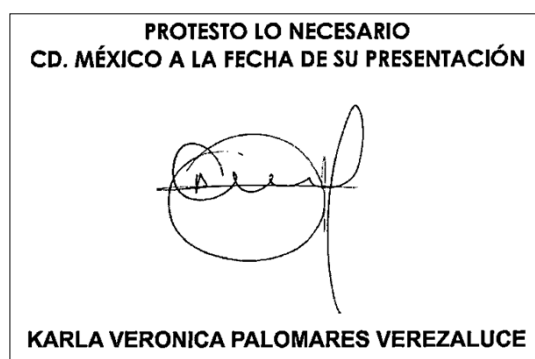 PROTESTO LO NECESARIO
CD. MÉXICO A LA FECHA DE SU PRESENTACIÓN
KARLA VERONICA PALOMARES VEREZALUCE